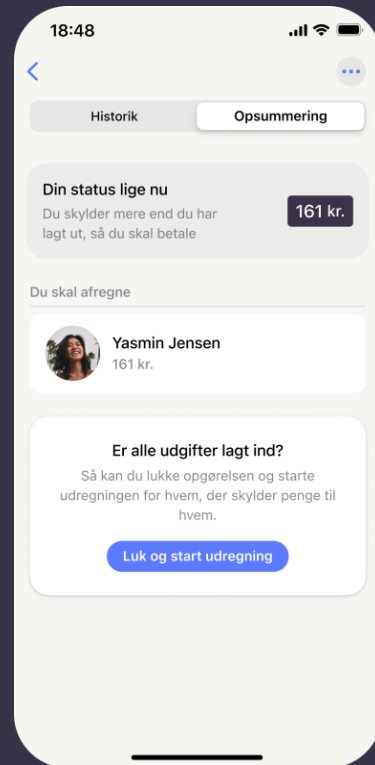 18:48
Historik
Opsummering
Din status lige nu
Du skylder mere end du har
lagt ut, så du skal betale
161 kr.
Du skal afregne
Yasmin Jensen
161 kr.
Er alle udgifter lagt ind?
Så kan du lukke opgørelsen og starte
udregningen for hvem, der skylder penge til
hvem.
Luk og start udregning